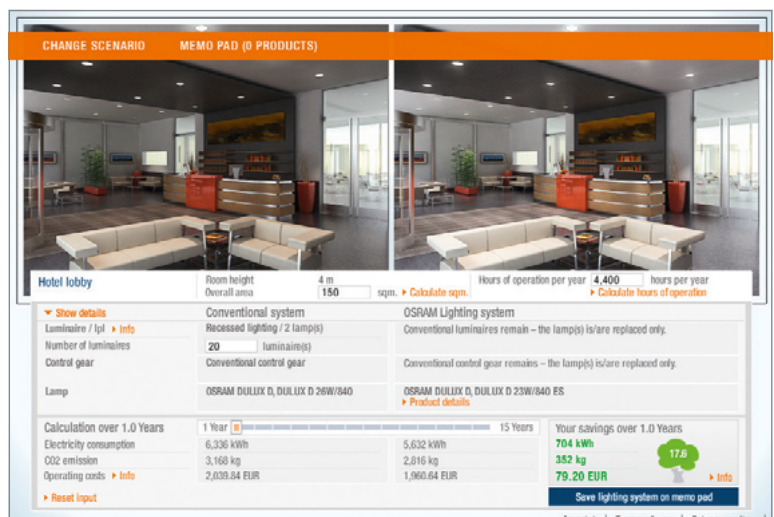 CHANGE SCENARIO MEMO PAD (0 PRODUCTS)
Hotel lobby Room height 4 m Hours of operation per year 4,400 hours per year
Overall area 150 sqm. Calculate sqm. Calculate hours of operation
Show details Conventional system OSRAM Lighting system
Luminaire / lpl Info Recessed lighting / 2 lamp(s) Conventional luminaires remain – the lamp(s) is/are replaced only.
Number of luminaires 20 luminaire(s)
Control gear Conventional control gear Conventional control gear remains – the lamp(s) is/are replaced only.
Lamp OSRAM DULUX D, DULUX D 26W/840 OSRAM DULUX D, DULUX D 23W/840 ES
Product details
Calculation over 1.0 Years 1 Year 15 Years Your savings over 1.0 Years
Electricity consumption 6,336 kWh 5,632 kWh 704 kWh
CO2 emission 3,168 kg 2,816 kg 352 kg 17.6
Operating costs Info 2,039.84 EUR 1,960.64 EUR 79.20 EUR Info
Reset input Save lighting system on memo pad